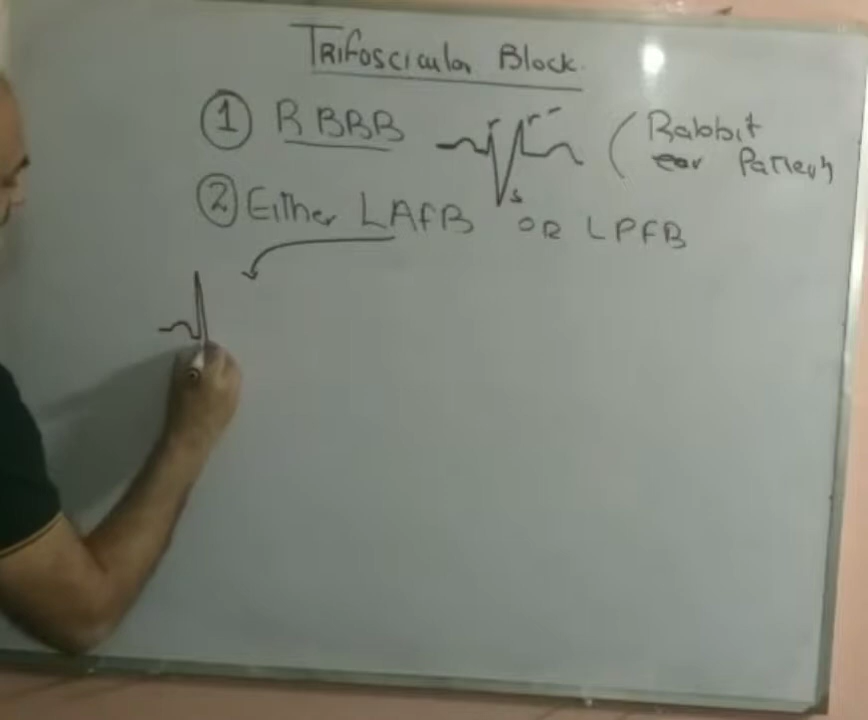 Trifascicular Block.
① RBBB r s r' (Rabbit
ear Pattern
② Either LAFB OR LPFB